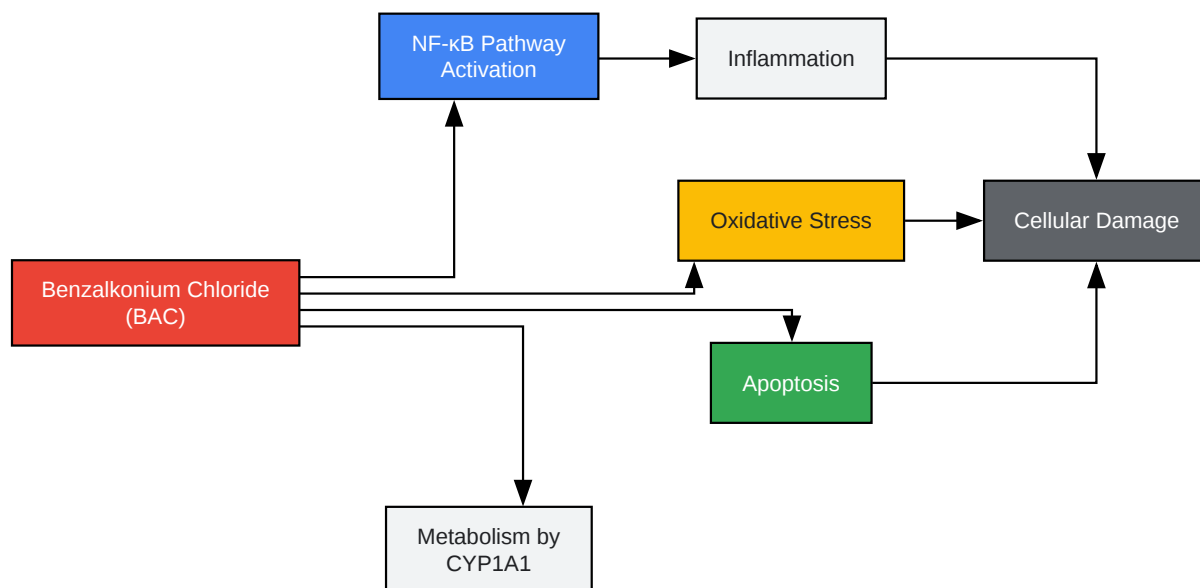 NF-κB Pathway
Activation
Inflammation
Oxidative Stress
Cellular Damage
Benzalkonium Chloride
(BAC)
Apoptosis
Metabolism by
CYP1A1